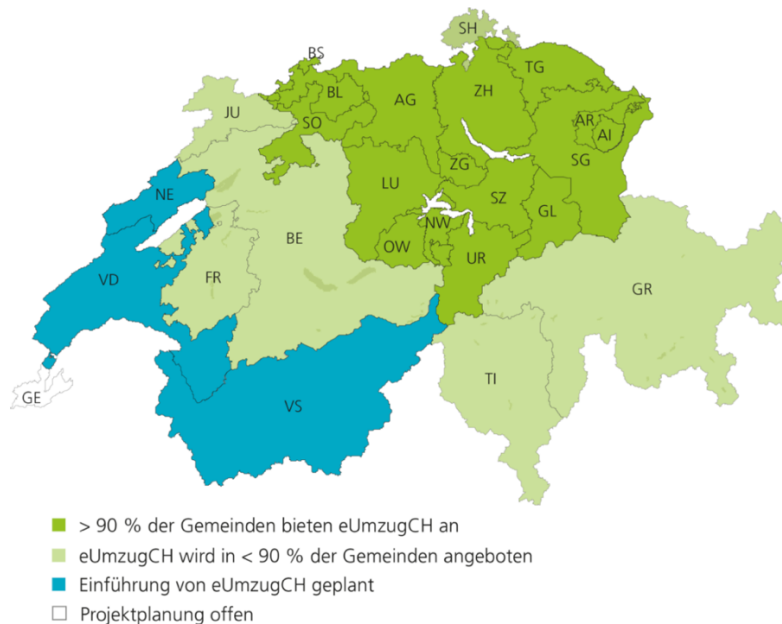 SH
BS
TG
BL
AG
ZH
JU
SO
AR
AI
ZG
SG
LU
NE
SZ
GL
NW
OW
BE
UR
FR
VD
GR
TI
GE
VS
> 90 % der Gemeinden bieten eUmzugCH an
eUmzugCH wird in < 90 % der Gemeinden angeboten
Einführung von eUmzugCH geplant
Projektplanung offen